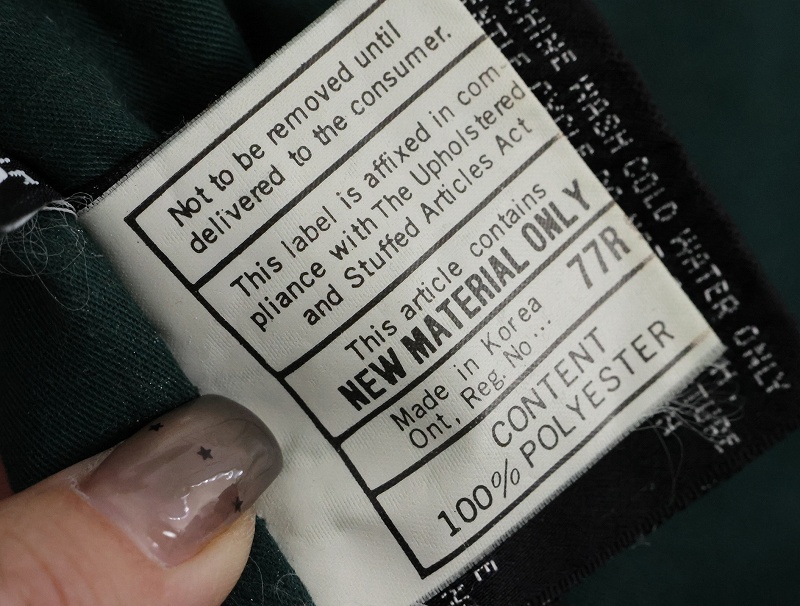 Not to be removed until
delivered to the consumer.
This label is affixed in com-
pliance with The Upholstered
and Stuffed Articles Act
This article contains
NEW MATERIAL ONLY
Made in Korea
Ont, Reg. No... 77R
CONTENT
100% POLYESTER
WASH COLD WATER ONLY